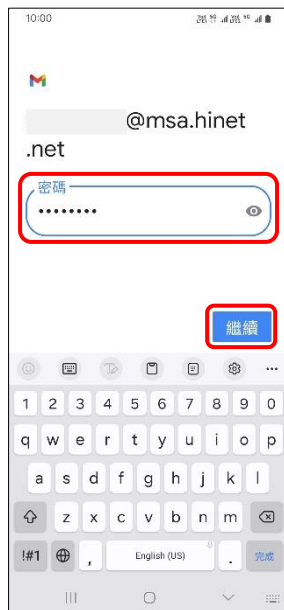 10:00
@msa.hinet
.net
密碼
••••••••
繼續
1 2 3 4 5 6 7 8 9 0
q w e r t y u i o p
a s d f g h j k l
z x c v b n m
!#1 , English (US) . 完成